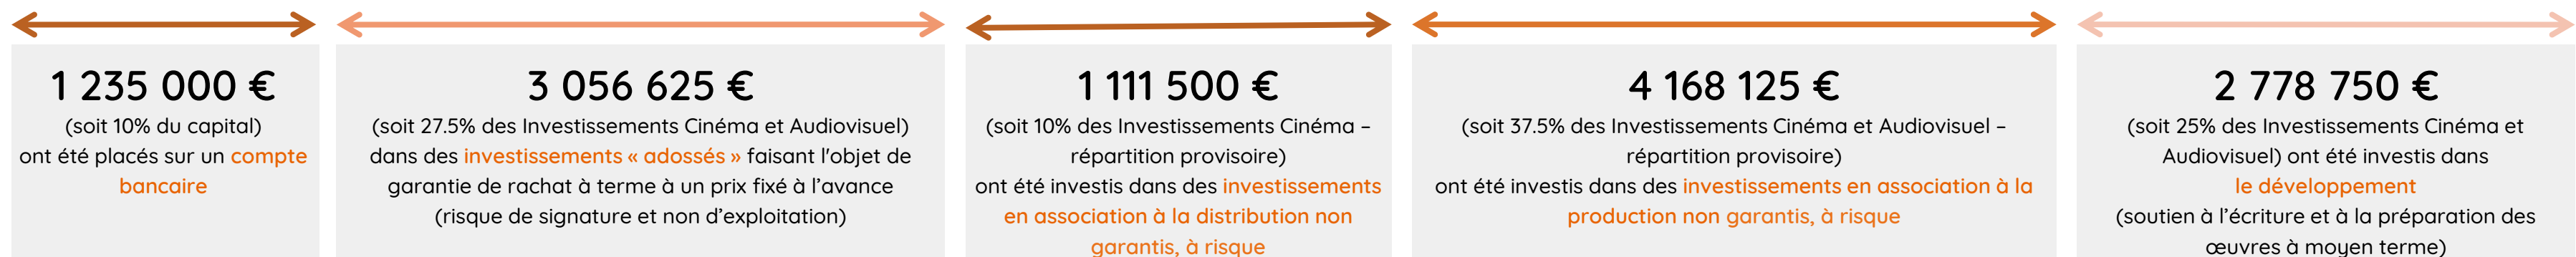 1 235 000 €
(soit 10% du capital)
ont été placés sur un compte
bancaire
3 056 625 €
(soit 27.5% des Investissements Cinéma et Audiovisuel)
dans des investissements « adossés » faisant l'objet de
garantie de rachat à terme à un prix fixé à l’avance
(risque de signature et non d’exploitation)
1 111 500 €
(soit 10% des Investissements Cinéma –
répartition provisoire)
ont été investis dans des investissements
en association à la distribution non
garantis, à risque
4 168 125 €
(soit 37.5% des Investissements Cinéma et Audiovisuel –
répartition provisoire)
ont été investis dans des investissements en association à la
production non garantis, à risque
2 778 750 €
(soit 25% des Investissements Cinéma et
Audiovisuel) ont été investis dans
le développement
(soutien à l’écriture et à la préparation des
œuvres à moyen terme)